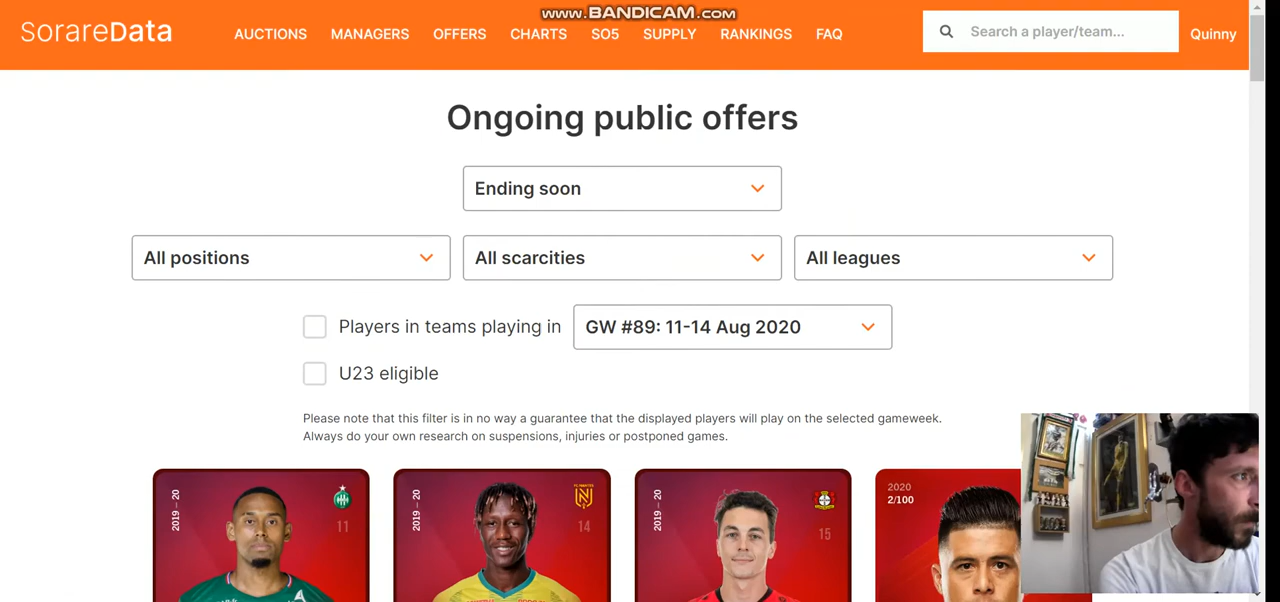 www.BANDICAM.com
SorareData
AUCTIONS MANAGERS OFFERS CHARTS SO5 SUPPLY RANKINGS FAQ
Search a player/team...
Quinny
Ongoing public offers
Ending soon
All positions
All scarcities
All leagues
Players in teams playing in
GW #89: 11-14 Aug 2020
U23 eligible
Please note that this filter is in no way a guarantee that the displayed players will play on the selected gameweek.
Always do your own research on suspensions, injuries or postponed games.
2019 – 20
11
2019 – 20
14
2019 – 20
15
2020
2/100